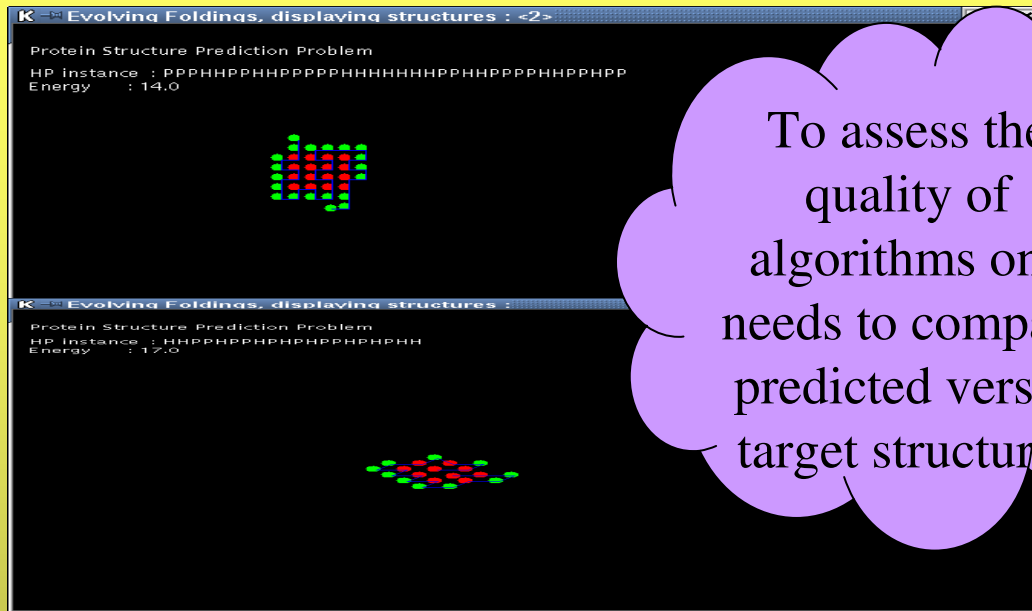 K Evolving Foldings, displaying structures : <2>
Protein Structure Prediction Problem
HP instance : PPPHHPPHHPPPPPHHHHHHHPPHHPPPPHHPPHPP
Energy : 14.0
K Evolving Foldings, displaying structures :
Protein Structure Prediction Problem
HP instance : HHPPHPPHPHPHPPHPHPHH
Energy : 17.0
To assess the
quality of
algorithms on
needs to compa
predicted vers
target structur